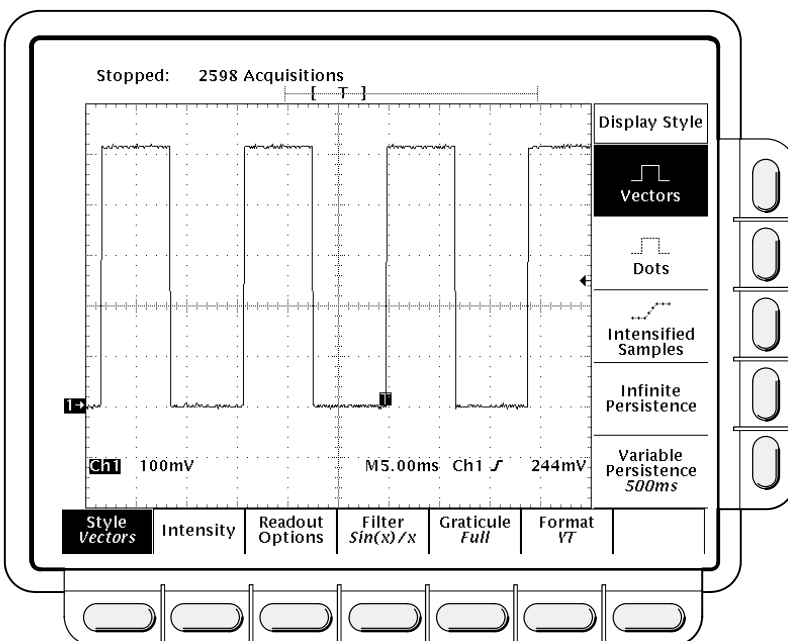 Stopped: 2598 Acquisitions
[ T ]
Display Style
Vectors
Dots
Intensified
Samples
Infinite
Persistence
Variable
Persistence
500ms
1→
T
Ch1 100mV M5.00ms Ch1 244mV
Style
Vectors
Intensity
Readout
Options
Filter
Sin(x)/x
Graticule
Full
Format
YT